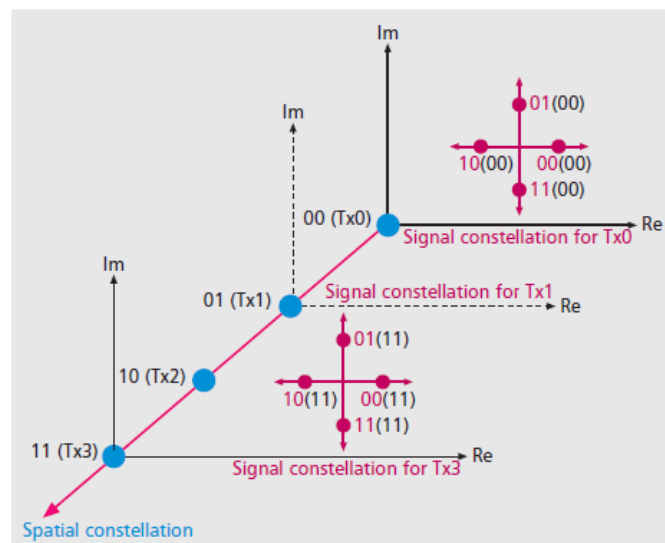 Im
01(00)
10(00) 00(00)
11(00)
00 (Tx0)
Re
Signal constellation for Tx0
Im
01 (Tx1)
Signal constellation for Tx1
Re
01(11)
10(11) 00(11)
11(11)
10 (Tx2)
Im
11 (Tx3)
Re
Signal constellation for Tx3
Spatial constellation